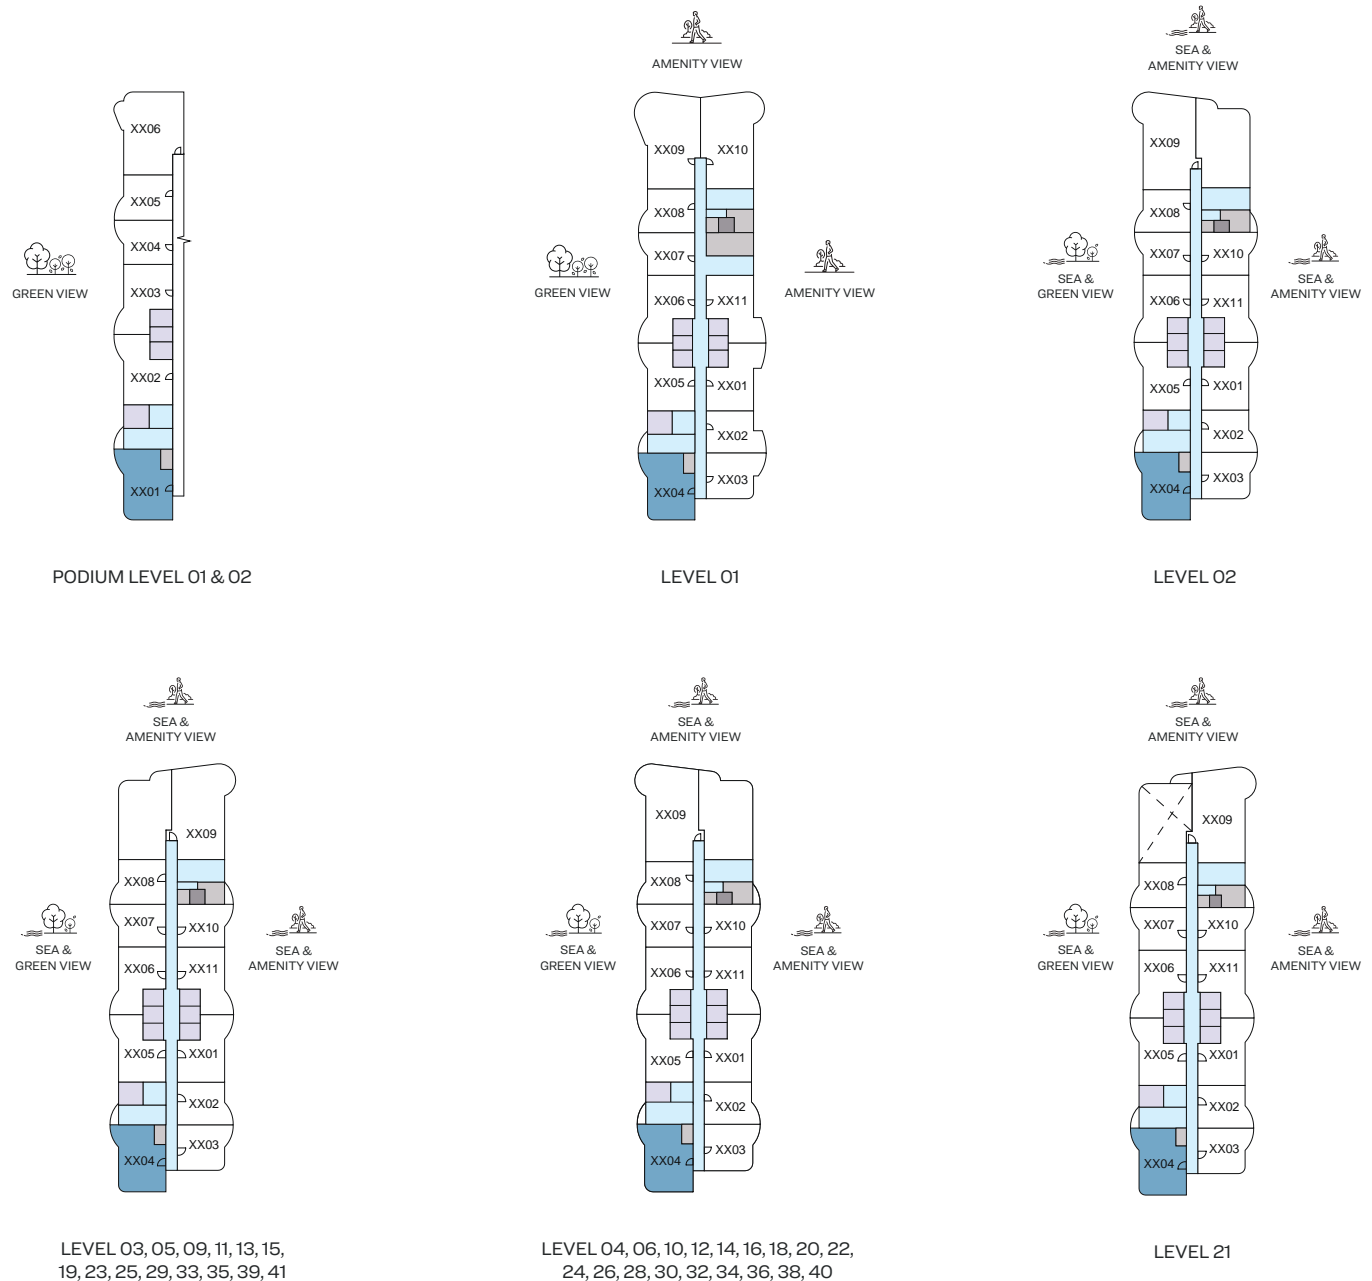 XX06
XX05
XX04
XX03
XX02
XX01
GREEN VIEW
PODIUM LEVEL 01 & 02
AMENITY VIEW
XX09
XX10
XX08
XX07
XX06
XX11
XX05
XX01
XX02
XX03
XX04
GREEN VIEW
AMENITY VIEW
LEVEL 01
SEA &
AMENITY VIEW
XX09
XX08
XX07
XX10
XX06
XX11
XX05
XX01
XX02
XX03
XX04
SEA &
GREEN VIEW
SEA &
AMENITY VIEW
LEVEL 02
SEA &
AMENITY VIEW
XX09
XX08
XX07
XX10
XX06
XX11
XX05
XX01
XX02
XX03
XX04
SEA &
GREEN VIEW
SEA &
AMENITY VIEW
LEVEL 03, 05, 09, 11, 13, 15,
19, 23, 25, 29, 33, 35, 39, 41
SEA &
AMENITY VIEW
XX09
XX08
XX07
XX10
XX06
XX11
XX05
XX01
XX02
XX03
XX04
SEA &
GREEN VIEW
SEA &
AMENITY VIEW
LEVEL 04, 06, 10, 12, 14, 16, 18, 20, 22,
24, 26, 28, 30, 32, 34, 36, 38, 40
SEA &
AMENITY VIEW
XX09
XX08
XX07
XX10
XX06
XX11
XX05
XX01
XX02
XX03
XX04
SEA &
GREEN VIEW
SEA &
AMENITY VIEW
LEVEL 21